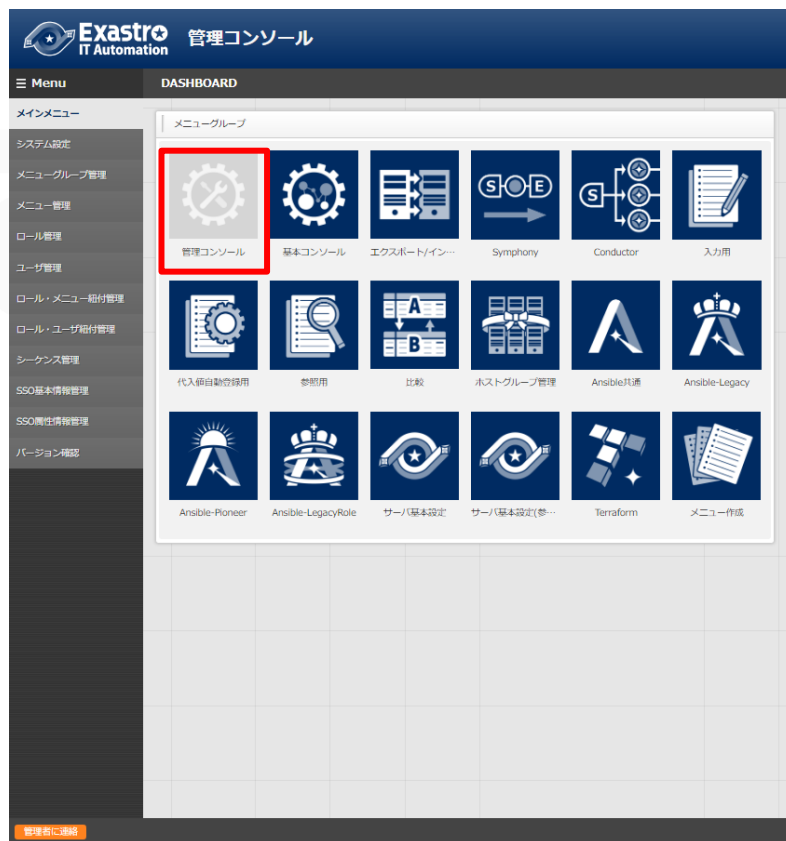 Exastro
IT Automation
管理コンソール
☰ Menu
DASHBOARD
メインメニュー
システム設定
メニューグループ管理
メニュー管理
ロール管理
ユーザ管理
ロール・メニュー紐付管理
ロール・ユーザ紐付管理
シーケンス管理
SSO基本情報管理
SSO属性情報管理
バージョン確認
メニューグループ
S E
S
管理コンソール
基本コンソール
エクスポート/イン…
Symphony
Conductor
入力用
A
B
代入値自動登録用
参照用
比較
ホストグループ管理
Ansible共通
Ansible-Legacy
Ansible-Pioneer
Ansible-LegacyRole
サーバ基本設定
サーバ基本設定(参…
Terraform
メニュー作成
管理者に連絡